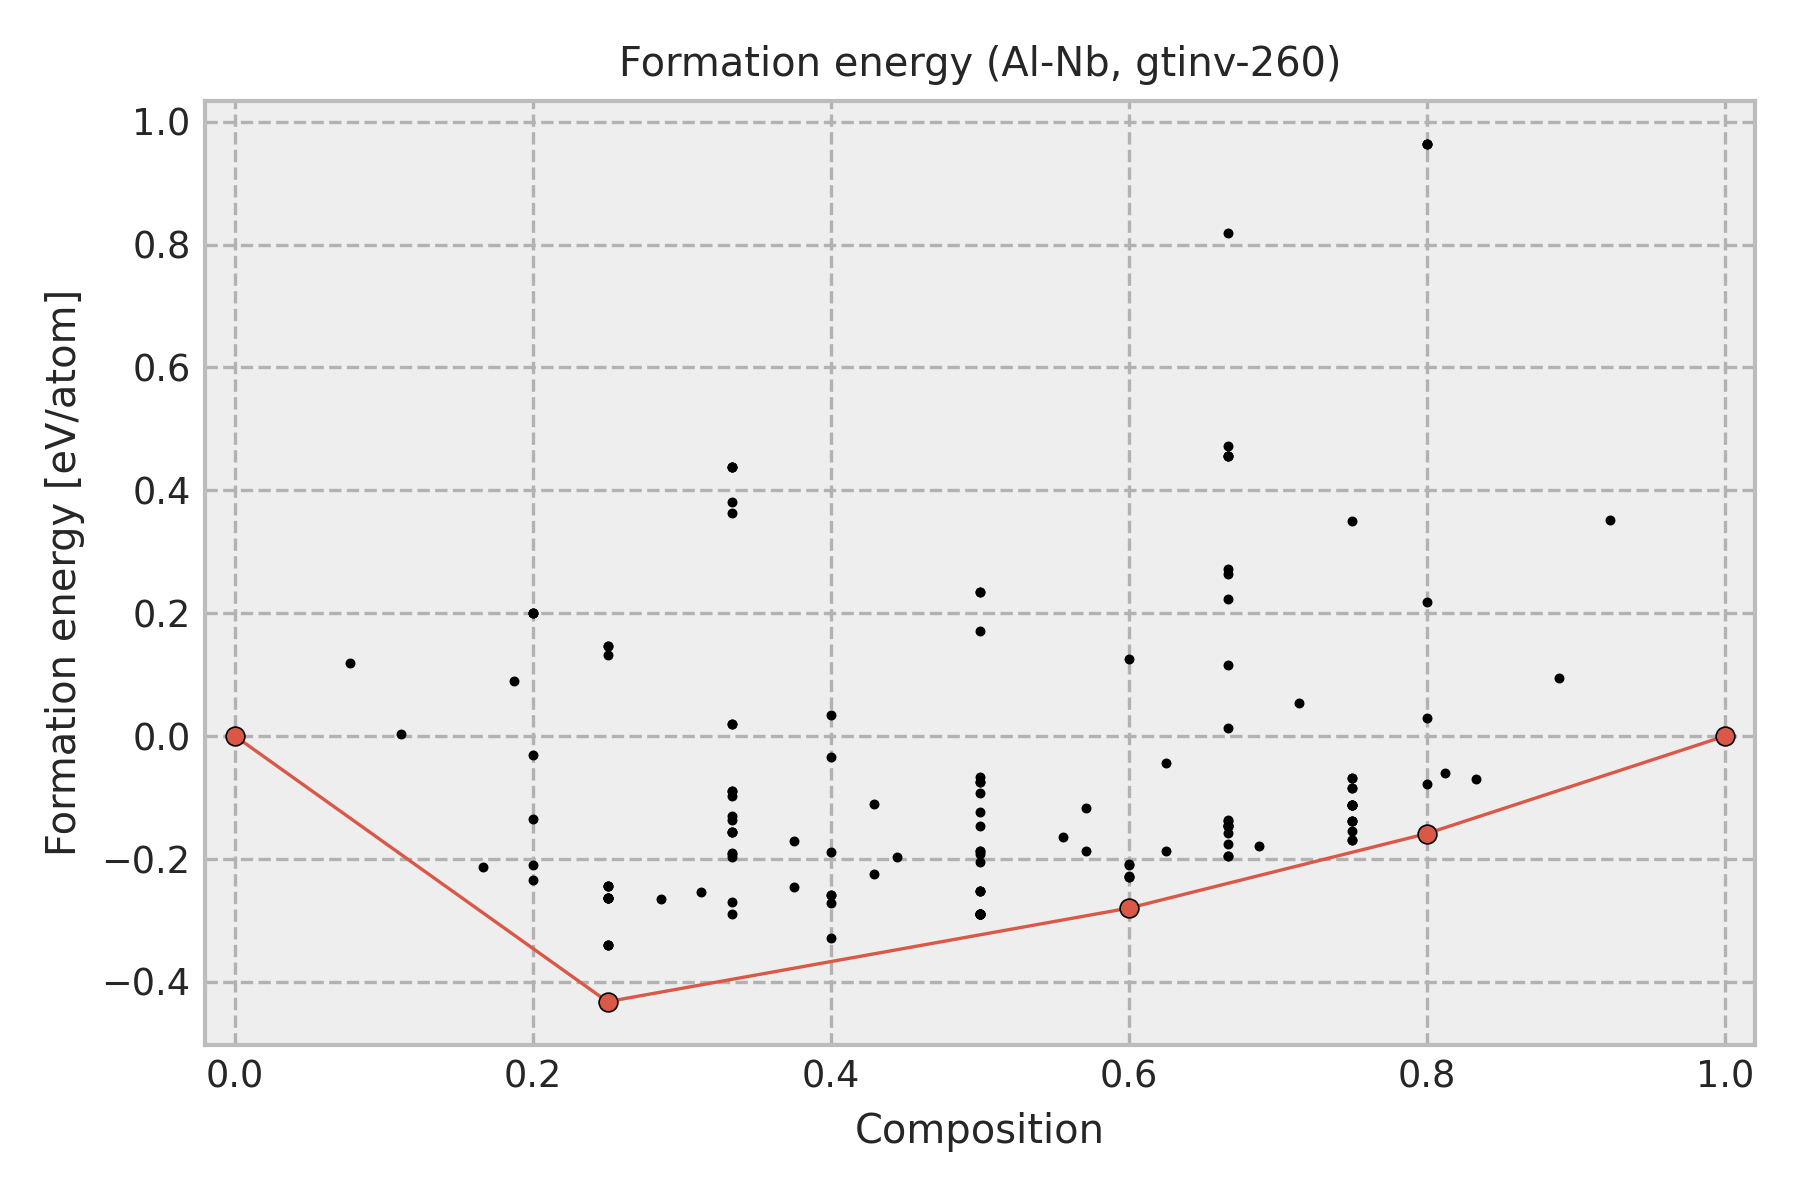 Formation energy (Al-Nb, gtinv-260)
Formation energy [eV/atom]
1.0
0.8
0.6
0.4
0.2
0.0
−0.2
−0.4
0.0 0.2 0.4 0.6 0.8 1.0
Composition